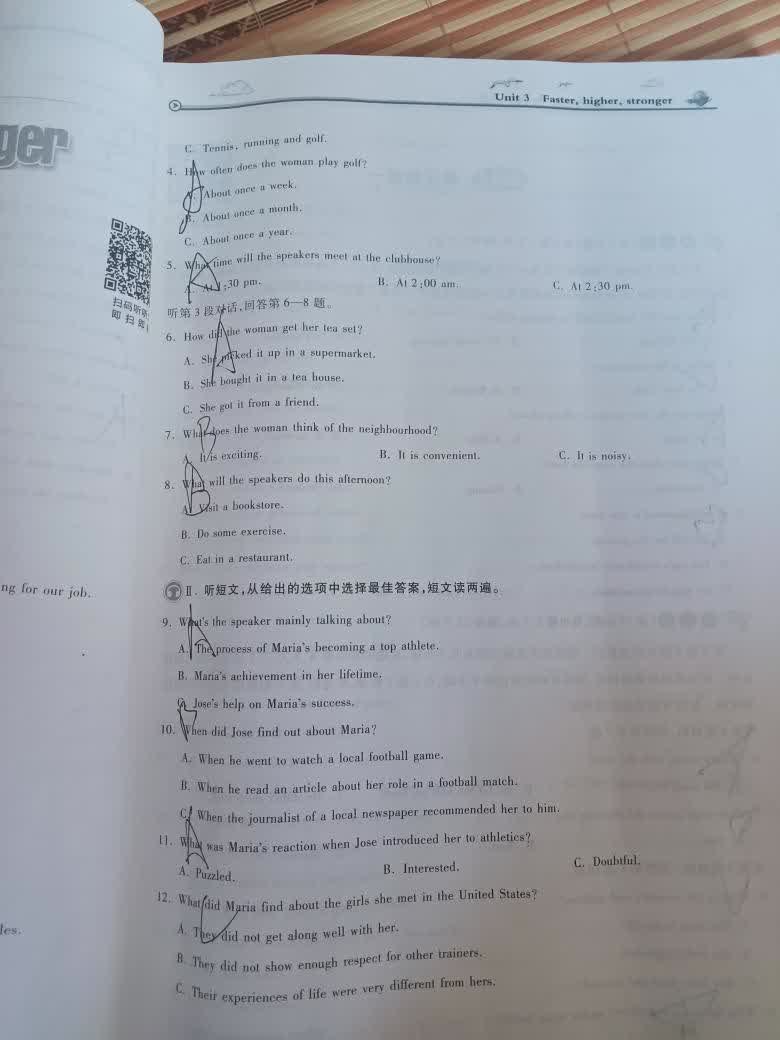 ger
Unit 3 Faster, higher, stronger
C. Tennis, running and golf.
4. How often does the woman play golf?
A. About once a week.
B. About once a month.
C. About once a year.
5. What time will the speakers meet at the clubhouse?
A. At 1:30 pm. B. At 2:00 am. C. At 2:30 pm.
听第3段对话,回答第6—8题。
6. How did the woman get her tea set?
A. She picked it up in a supermarket.
B. She bought it in a tea house.
C. She got it from a friend.
7. What does the woman think of the neighbourhood?
A. It is exciting. B. It is convenient. C. It is noisy.
8. What will the speakers do this afternoon?
A. Visit a bookstore.
B. Do some exercise.
C. Eat in a restaurant.
Ⅱ. 听短文,从给出的选项中选择最佳答案,短文读两遍。
9. What's the speaker mainly talking about?
A. The process of Maria's becoming a top athlete.
B. Maria's achievement in her lifetime.
C. Jose's help on Maria's success.
10. When did Jose find out about Maria?
A. When he went to watch a local football game.
B. When he read an article about her role in a football match.
C. When the journalist of a local newspaper recommended her to him.
11. What was Maria's reaction when Jose introduced her to athletics?
A. Puzzled. B. Interested. C. Doubtful.
12. What did Maria find about the girls she met in the United States?
A. They did not get along well with her.
B. They did not show enough respect for other trainers.
C. Their experiences of life were very different from hers.
扫码听听
即扫即
ng for our job.
les.